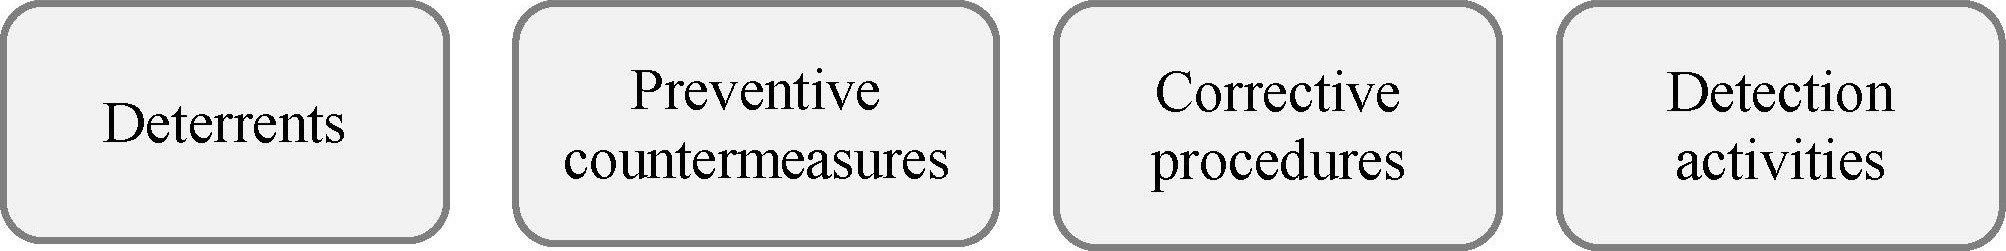 Deterrents
Preventive
countermeasures
Corrective
procedures
Detection
activities